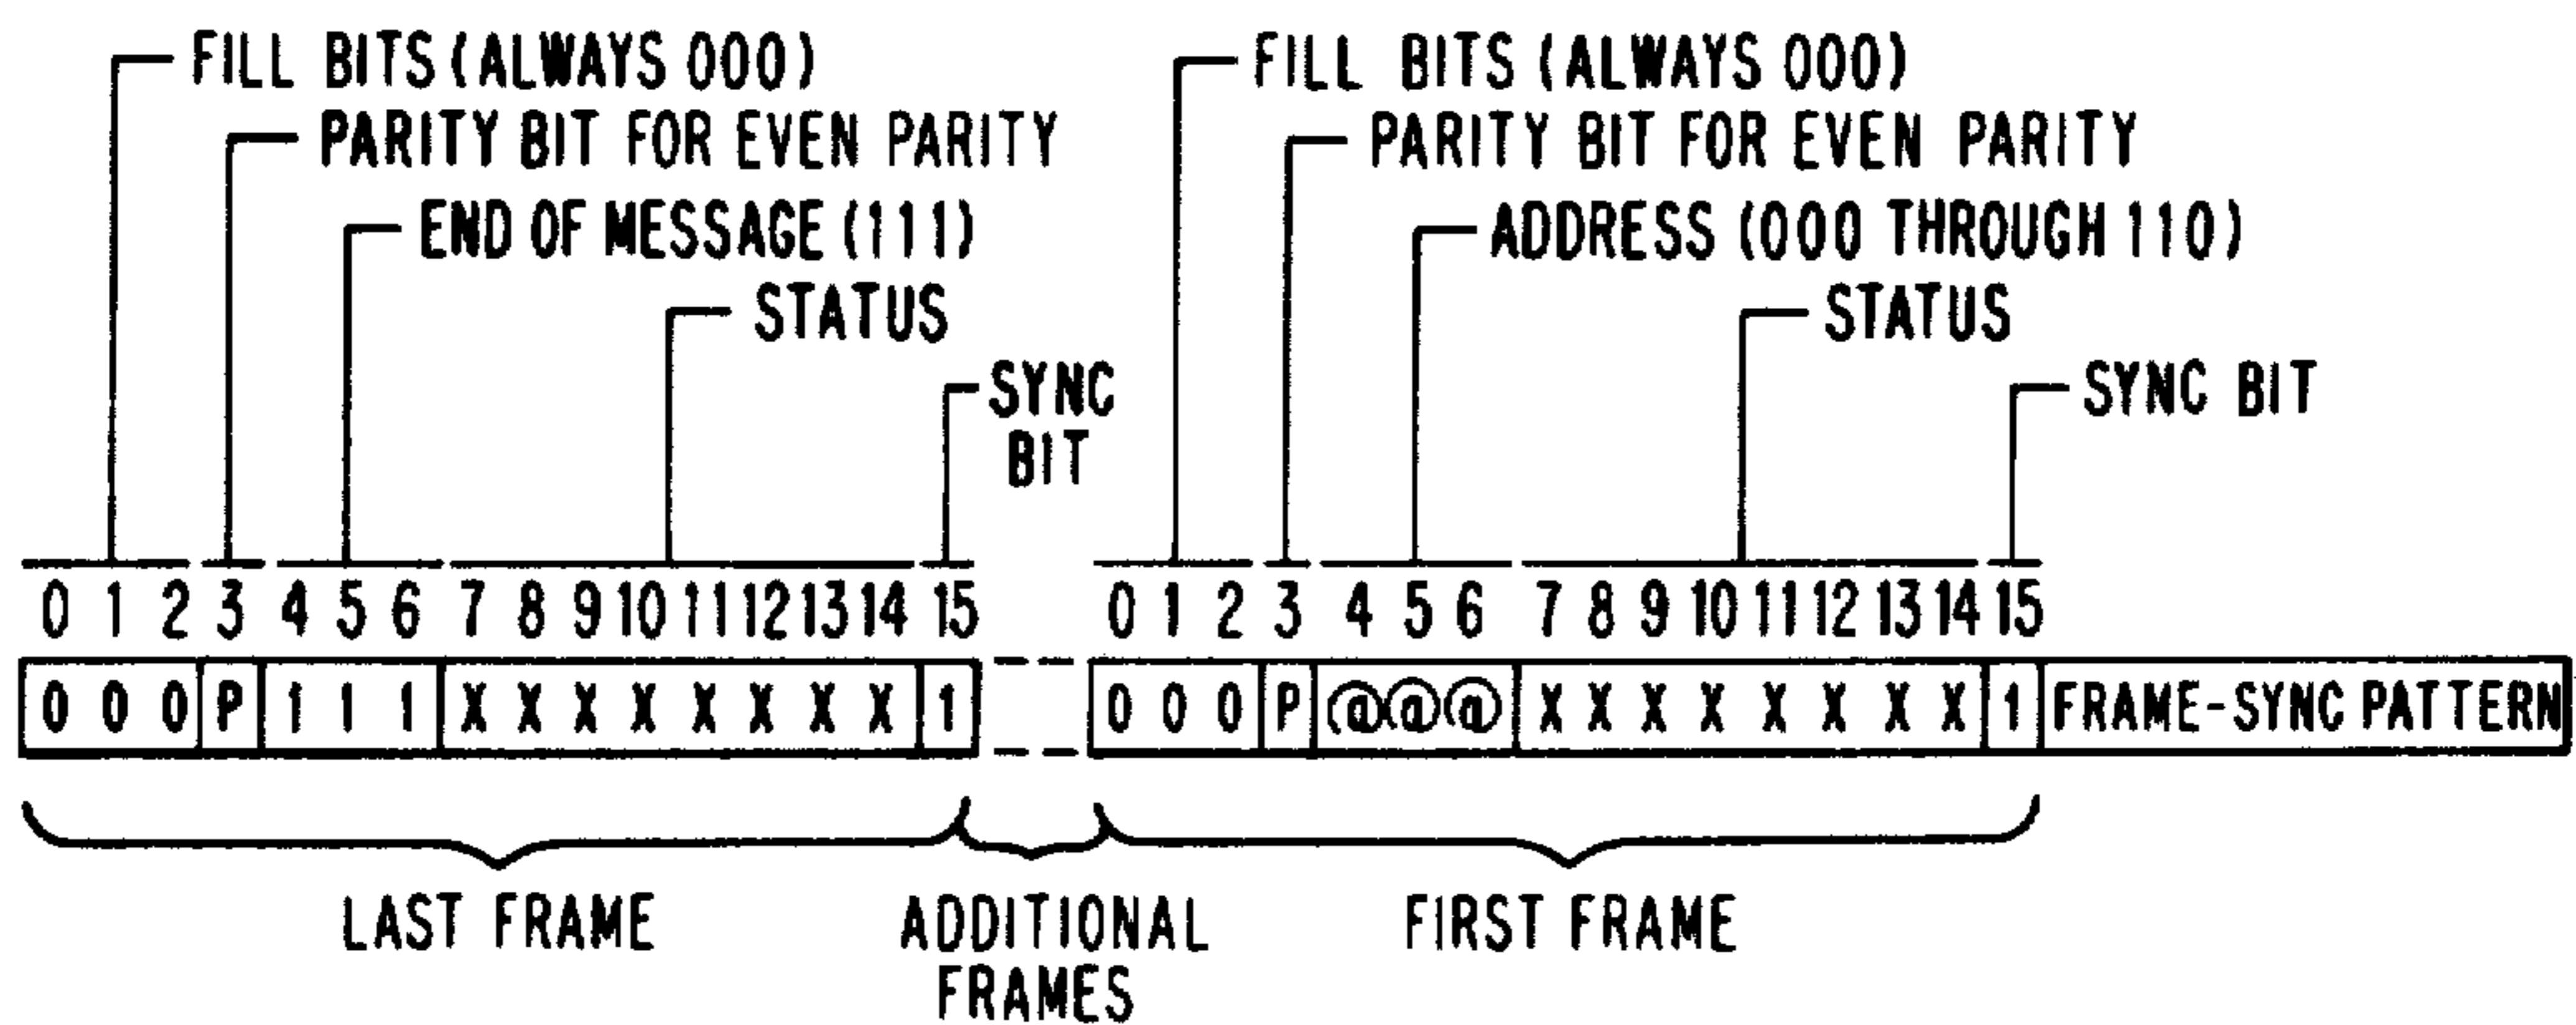 FILL BITS (ALWAYS 000)
PARITY BIT FOR EVEN PARITY
END OF MESSAGE (111)
STATUS
SYNC
BIT
FILL BITS (ALWAYS 000)
PARITY BIT FOR EVEN PARITY
ADDRESS (000 THROUGH 110)
STATUS
SYNC BIT
0 1 2 3 4 5 6 7 8 9 10 11 12 13 14 15
0 1 2 3 4 5 6 7 8 9 10 11 12 13 14 15
0 0 0 P 1 1 1 X X X X X X X X 1
0 0 0 P @ @ @ X X X X X X X X 1 FRAME-SYNC PATTERN
LAST FRAME
ADDITIONAL
FRAMES
FIRST FRAME